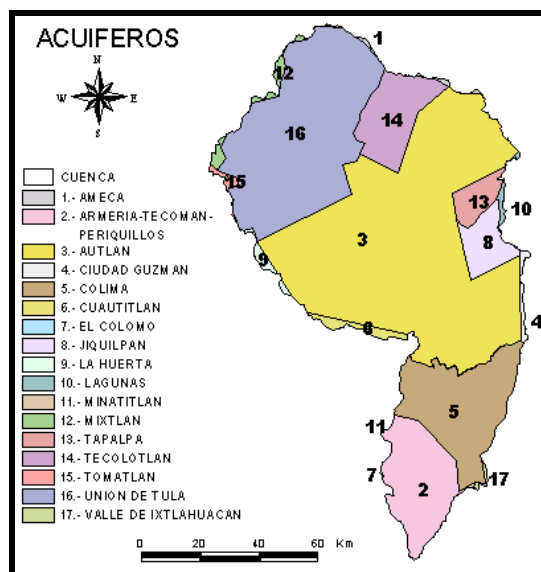 ACUIFEROS
N
W E
S
CUENCA
1.- AMECA
2.- ARMERIA-TECOMAN-
PERIQUILLOS
3.- AUTLAN
4.- CIUDAD GUZMAN
5.- COLIMA
6.- CUAUTITLAN
7.- EL COLOMO
8.- JIQUILPAN
9.- LA HUERTA
10.- LAGUNAS
11.- MINATITLAN
12.- MIXTLAN
13.- TAPALPA
14.- TECOLOTLAN
15.- TOMATLAN
16.- UNION DE TULA
17.- VALLE DE IXTLAHUACAN
1
12
14
16
15
13
10
3
8
9
4
6
5
11
7
2
17
0 20 40 60 Km